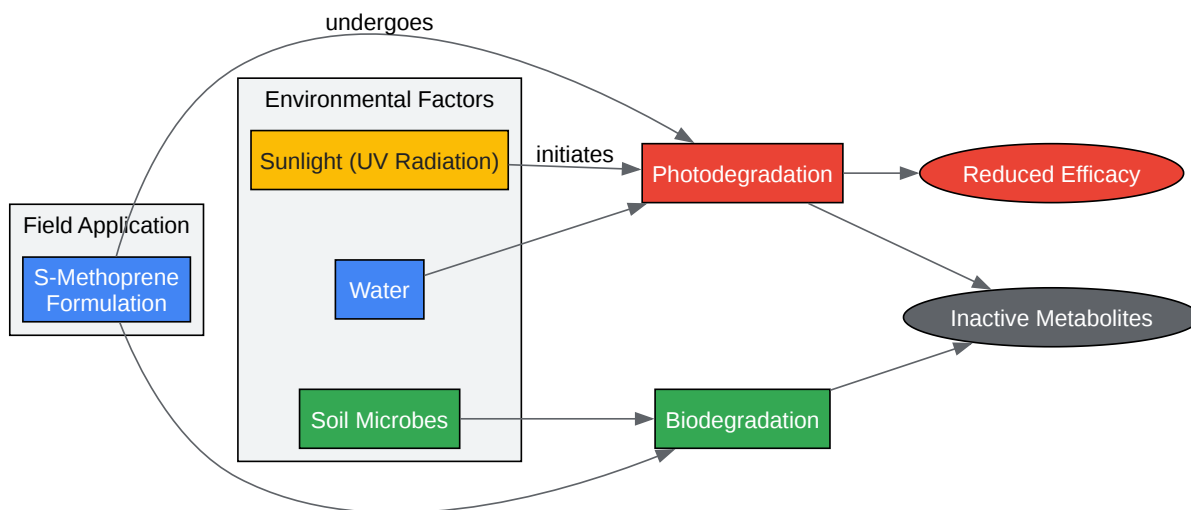 undergoes
Environmental Factors
Sunlight (UV Radiation)
initiates
Photodegradation
Reduced Efficacy
Field Application
S-Methoprene
Formulation
Water
Inactive Metabolites
Soil Microbes
Biodegradation